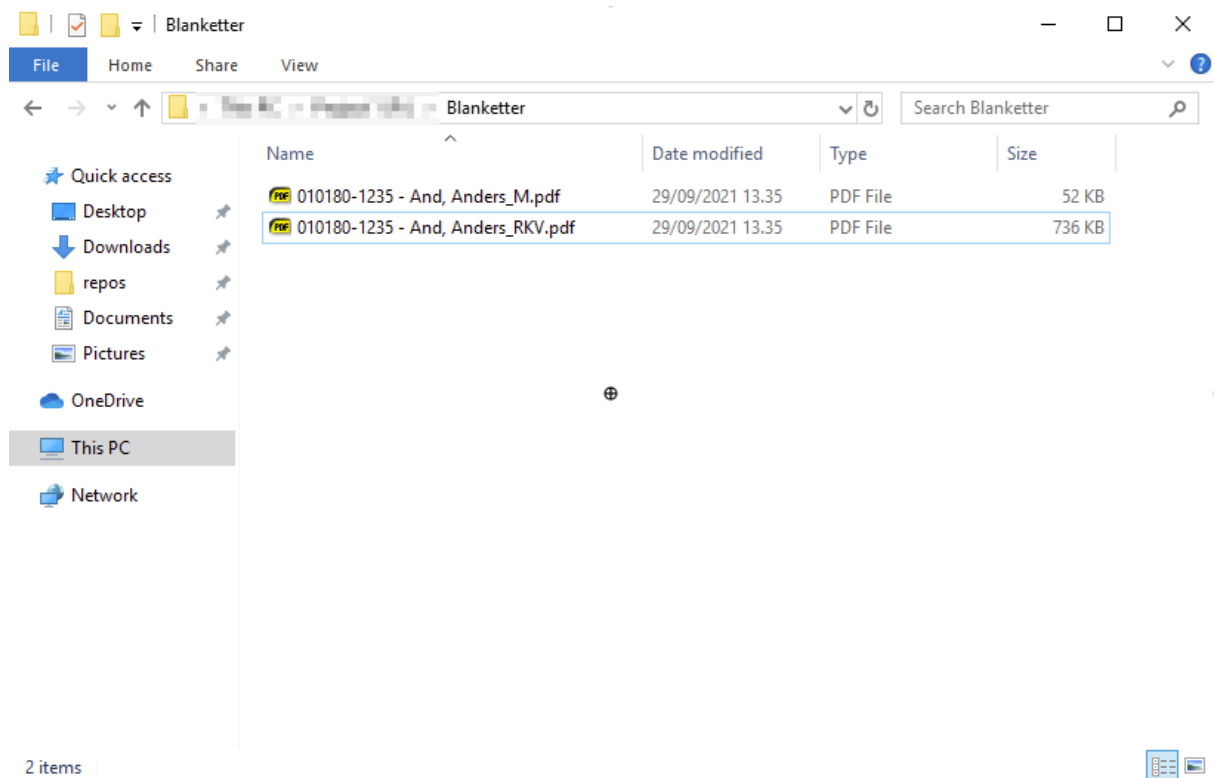 Blanketter
File Home Share View
Blanketter Search Blanketter
Name Date modified Type Size
Quick access
010180-1235 - And, Anders_M.pdf 29/09/2021 13.35 PDF File 52 KB
Desktop
010180-1235 - And, Anders_RKV.pdf 29/09/2021 13.35 PDF File 736 KB
Downloads
repos
Documents
Pictures
OneDrive
This PC
Network
2 items